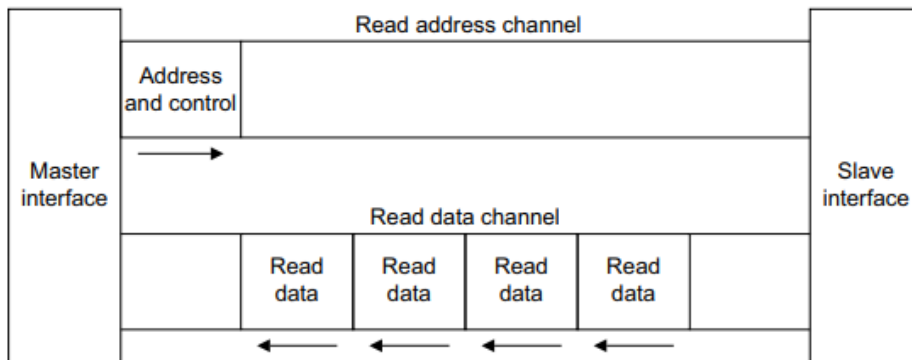 Read address channel
Address
and control
Master
interface
Slave
interface
Read data channel
Read
data
Read
data
Read
data
Read
data